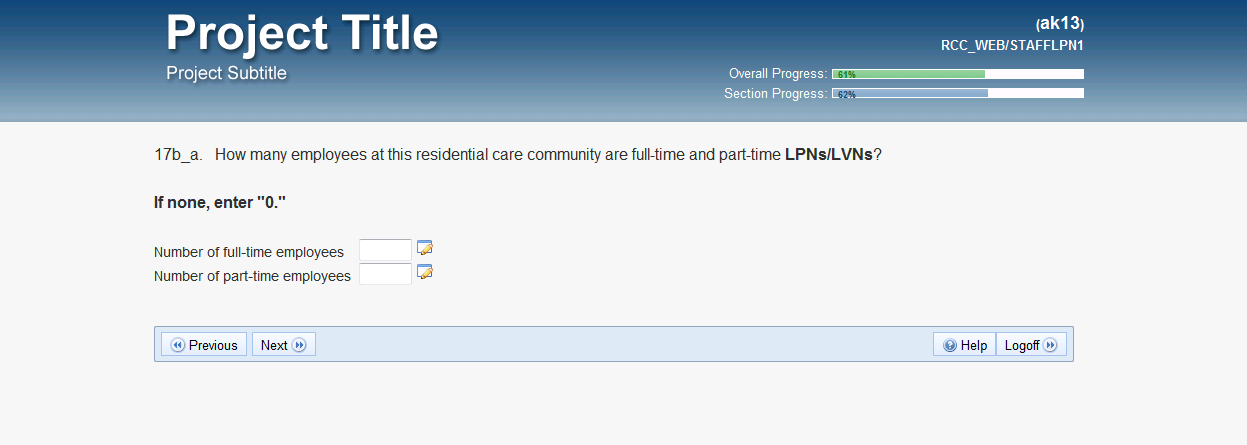 Project Title
Project Subtitle
(ak13)
RCC_WEB/STAFFLPN1
Overall Progress: 61%
Section Progress: 62%
17b_a. How many employees at this residential care community are full-time and part-time LPNs/LVNs?
If none, enter "0."
Number of full-time employees
Number of part-time employees
Previous Next Help Logoff